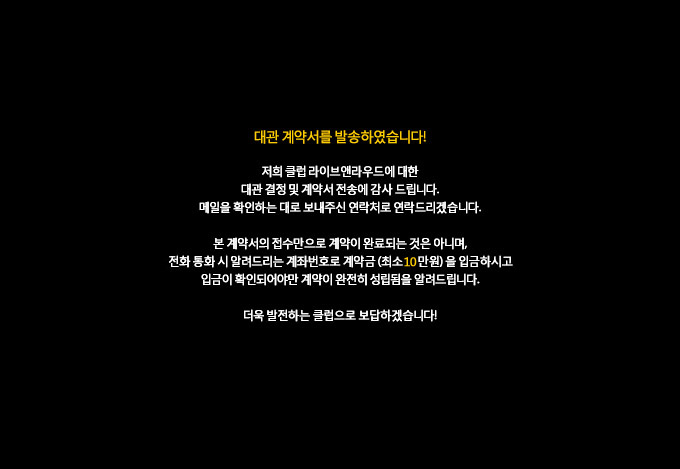 대관 계약서를 발송하였습니다!
저희 클럽 라이브앤라우드에 대한
대관 결정 및 계약서 전송에 감사 드립니다.
메일을 확인하는 대로 보내주신 연락처로 연락드리겠습니다.
본 계약서의 접수만으로 계약이 완료되는 것은 아니며,
전화 통화 시 알려드리는 계좌번호로 계약금 (최소10만원) 을 입금하시고
입금이 확인되어야만 계약이 완전히 성립됨을 알려드립니다.
더욱 발전하는 클럽으로 보답하겠습니다!